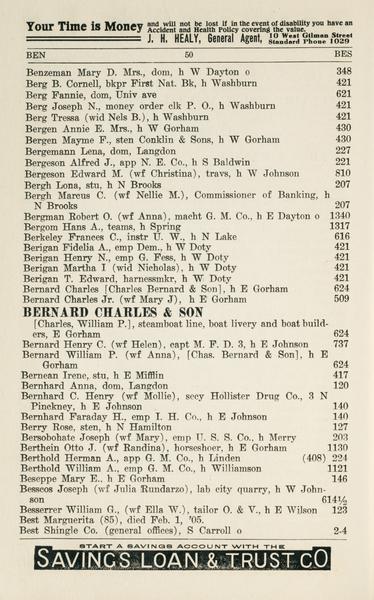 Your Time is Money and will not be lost if in the event of disability you have an
Accident and Health Policy covering the value.
J. H. HEALY, General Agent, 10 West Gilman Street
Standard Phone 1029
BEN 50 BES
Benzeman Mary D. Mrs., dom, h W Dayton o 348
Berg B. Cornell, bkpr First Nat. Bk, h Washburn 421
Berg Fannie, dom, Univ ave 621
Berg Joseph N., money order clk P. O., h Washburn 421
Berg Tressa (wid Nels B.), h Washburn 421
Bergen Annie E. Mrs., h W Gorham 430
Bergen Mayme F., sten Conklin & Sons, h W Gorham 430
Bergemann Lena, dom, Langdon 227
Bergeson Alfred J., app N. E. Co., h S Baldwin 221
Bergeson Edward M. (wf Christina), travs, h W Johnson 810
Bergh Lona, stu, h N Brooks 207
Bergh Marcus C. (wf Nellie M.), Commissioner of Banking, h
N Brooks 207
Bergman Robert O. (wf Anna), macht G. M. Co., h E Dayton o 1340
Bergom Hans A., teams, h Spring 1317
Berkeley Frances C., instr U. W., h N Lake 616
Berigan Fidelia A., emp Dem., h W Doty 421
Berigan Henry N., emp G. Fess, h W Doty 421
Berigan Martha I (wid Nicholas), h W Doty 421
Berigan T. Edward, harnessmkr, h W Doty 421
Bernard Charles [Charles Bernard & Son], h E Gorham 624
Bernard Charles Jr. (wf Mary J), h E Gorham 509
BERNARD CHARLES & SON
[Charles, William P.], steamboat line, boat livery and boat build-
ers, E Gorham 624
Bernard Henry C. (wf Helen), capt M. F. D. 3, h E Johnson 737
Bernard William P. (wf Anna), [Chas. Bernard & Son], h E
Gorham 624
Bernean Irene, stu, h E Mifflin 417
Bernhard Anna, dom, Langdon 120
Bernhard C. Henry (wf Mollie), secy Hollister Drug Co., 3 N
Pinckney, h E Johnson 140
Bernhard Faraday H., emp I. H. Co., h E Johnson 140
Berry Rose, sten, h N Hamilton 127
Bersobohate Joseph (wf Mary), emp U. S. S. Co., h Merry 203
Berthein Otto J. (wf Randina), horseshoer, h E Gorham 1130
Berthold Herman A., app G. M. Co., h Linden (408) 224
Berthold William A., emp G. M. Co., h Williamson 1121
Beseppe Mary E., h E Gorham 146
Bessecos Joseph (wf Julia Rundarzo), lab city quarry, h W John-
son 614½
Besserrer William G., (wf Ella W.), tailor O. & V., h E Wilson 123
Best Marguerita (85), died Feb. 1, '05.
Best Shingle Co. (general offices), S Carroll o 2-4
START A SAVINGS ACCOUNT WITH THE
SAVINGS LOAN & TRUST CO